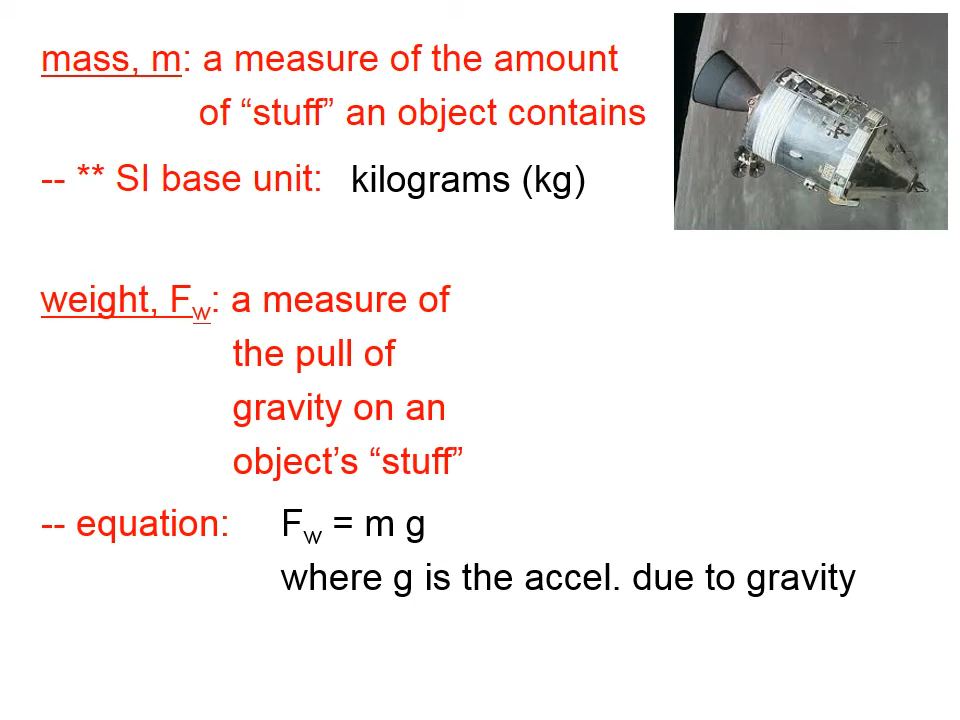 mass, m: a measure of the amount
of “stuff” an object contains
-- ** SI base unit: kilograms (kg)
weight, Fw: a measure of
the pull of
gravity on an
object’s “stuff”
-- equation: Fw = m g
where g is the accel. due to gravity